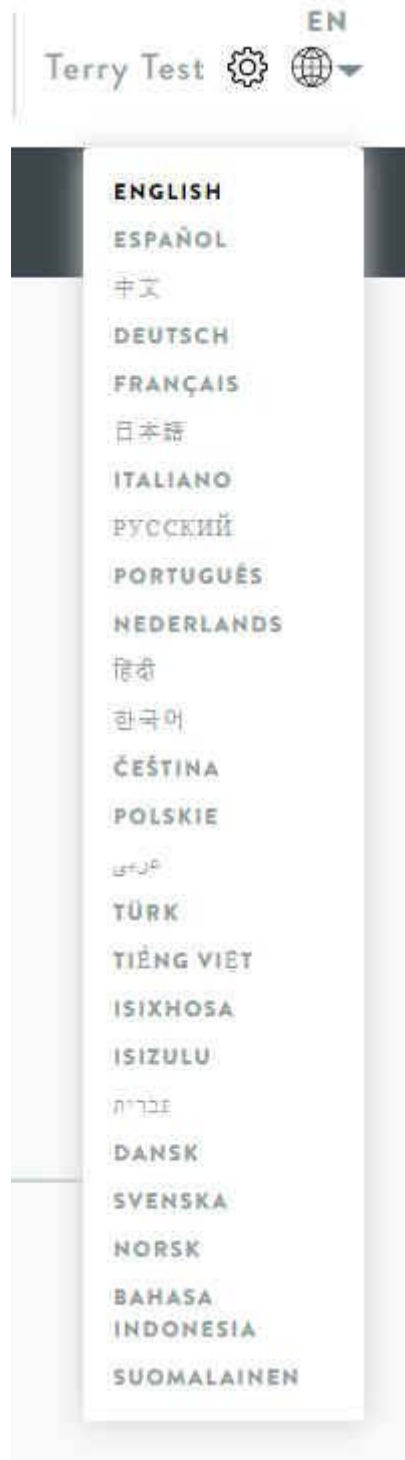 EN
Terry Test
ENGLISH
ESPAÑOL
中文
DEUTSCH
FRANÇAIS
日本語
ITALIANO
РУССКИЙ
PORTUGUÊS
NEDERLANDS
हिंदी
한국어
ČEŠTINA
POLSKIE
عربى
TÜRK
TIẾNG VIỆT
ISIXHOSA
ISIZULU
עברית
DANSK
SVENSKA
NORSK
BAHASA
INDONESIA
SUOMALAINEN